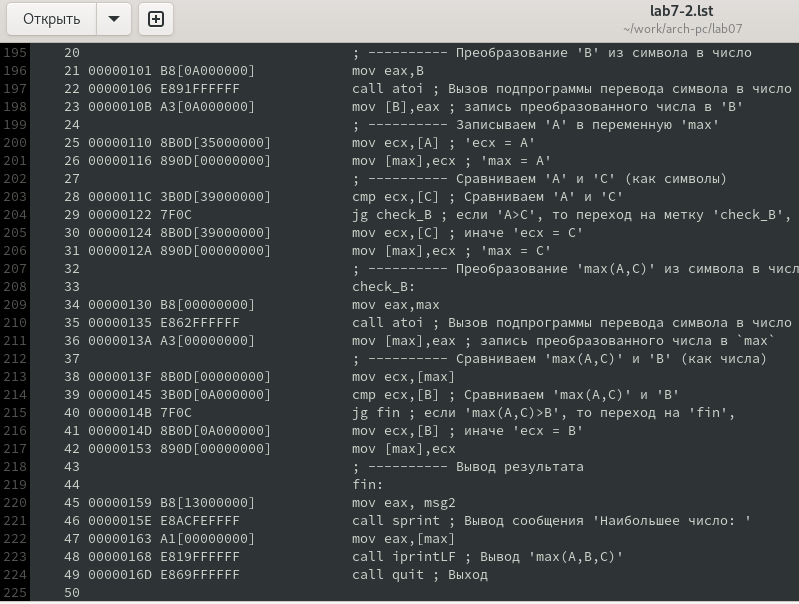 Открыть
lab7-2.lst
~/work/arch-pc/lab07
195 20 ; ---------- Преобразование 'B' из символа в число
196 21 00000101 B8[0A000000] mov eax,B
197 22 00000106 E891FFFFFF call atoi ; Вызов подпрограммы перевода символа в число
198 23 0000010B A3[0A000000] mov [B],eax ; запись преобразованного числа в 'B'
199 24 ; ---------- Записываем 'A' в переменную 'max'
200 25 00000110 8B0D[35000000] mov ecx,[A] ; 'ecx = A'
201 26 00000116 890D[00000000] mov [max],ecx ; 'max = A'
202 27 ; ---------- Сравниваем 'A' и 'C' (как символы)
203 28 0000011C 3B0D[39000000] cmp ecx,[C] ; Сравниваем 'A' и 'C'
204 29 00000122 7F0C jg check_B ; если 'A>C', то переход на метку 'check_B',
205 30 00000124 8B0D[39000000] mov ecx,[C] ; иначе 'ecx = C'
206 31 0000012A 890D[00000000] mov [max],ecx ; 'max = C'
207 32 ; ---------- Преобразование 'max(A,C)' из символа в числ
208 33 check_B:
209 34 00000130 B8[00000000] mov eax,max
210 35 00000135 E862FFFFFF call atoi ; Вызов подпрограммы перевода символа в число
211 36 0000013A A3[00000000] mov [max],eax ; запись преобразованного числа в `max`
212 37 ; ---------- Сравниваем 'max(A,C)' и 'B' (как числа)
213 38 0000013F 8B0D[00000000] mov ecx,[max]
214 39 00000145 3B0D[0A000000] cmp ecx,[B] ; Сравниваем 'max(A,C)' и 'B'
215 40 0000014B 7F0C jg fin ; если 'max(A,C)>B', то переход на 'fin',
216 41 0000014D 8B0D[0A000000] mov ecx,[B] ; иначе 'ecx = B'
217 42 00000153 890D[00000000] mov [max],ecx
218 43 ; ---------- Вывод результата
219 44 fin:
220 45 00000159 B8[13000000] mov eax, msg2
221 46 0000015E E8ACFEFFFF call sprint ; Вывод сообщения 'Наибольшее число: '
222 47 00000163 A1[00000000] mov eax,[max]
223 48 00000168 E819FFFFFF call iprintLF ; Вывод 'max(A,B,C)'
224 49 0000016D E869FFFFFF call quit ; Выход
225 50